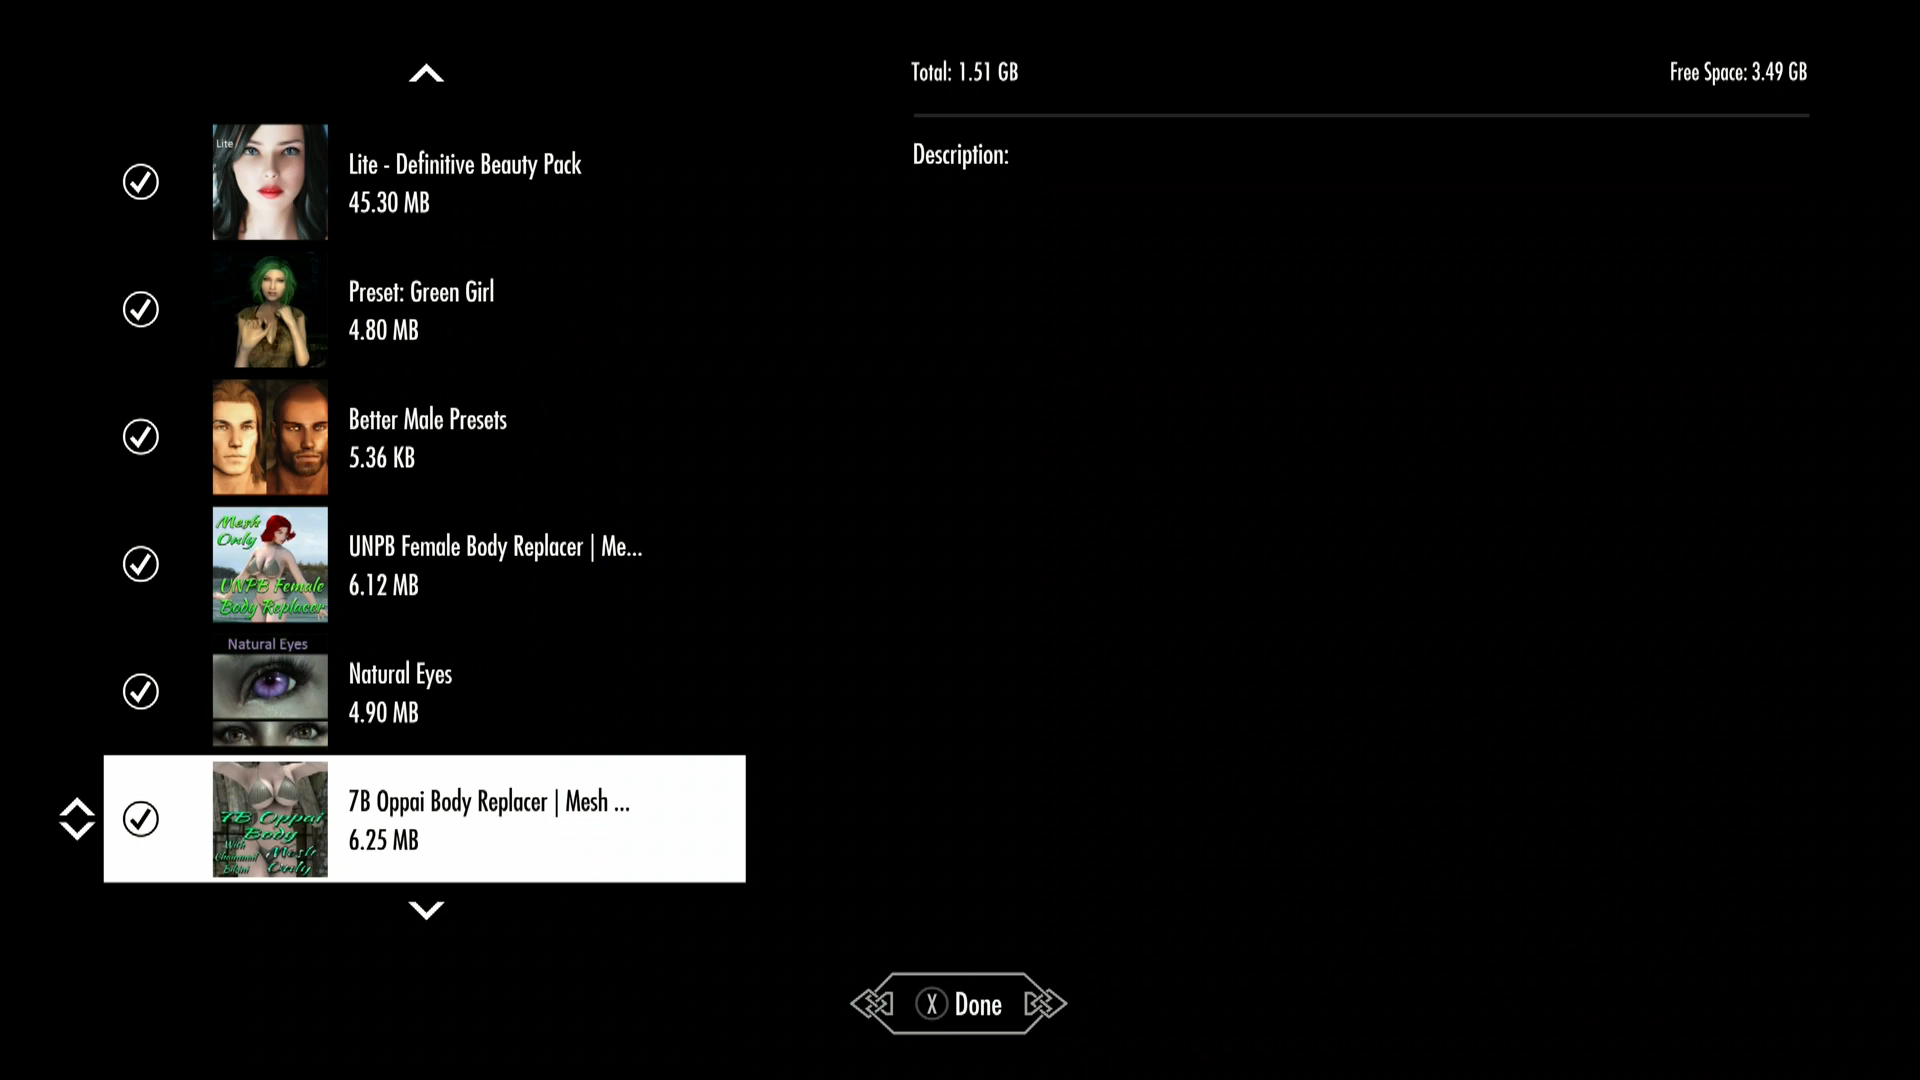 Total: 1.51 GB
Free Space: 3.49 GB
Description:
Lite
Lite - Definitive Beauty Pack
45.30 MB
Preset: Green Girl
4.80 MB
Better Male Presets
5.36 KB
Mesh
Only
UNPB Female
Body Replacer
UNPB Female Body Replacer | Me...
6.12 MB
Natural Eyes
Natural Eyes
4.90 MB
7B Oppai
Body
With
Mesh
Bikini
Only
7B Oppai Body Replacer | Mesh ...
6.25 MB
X Done